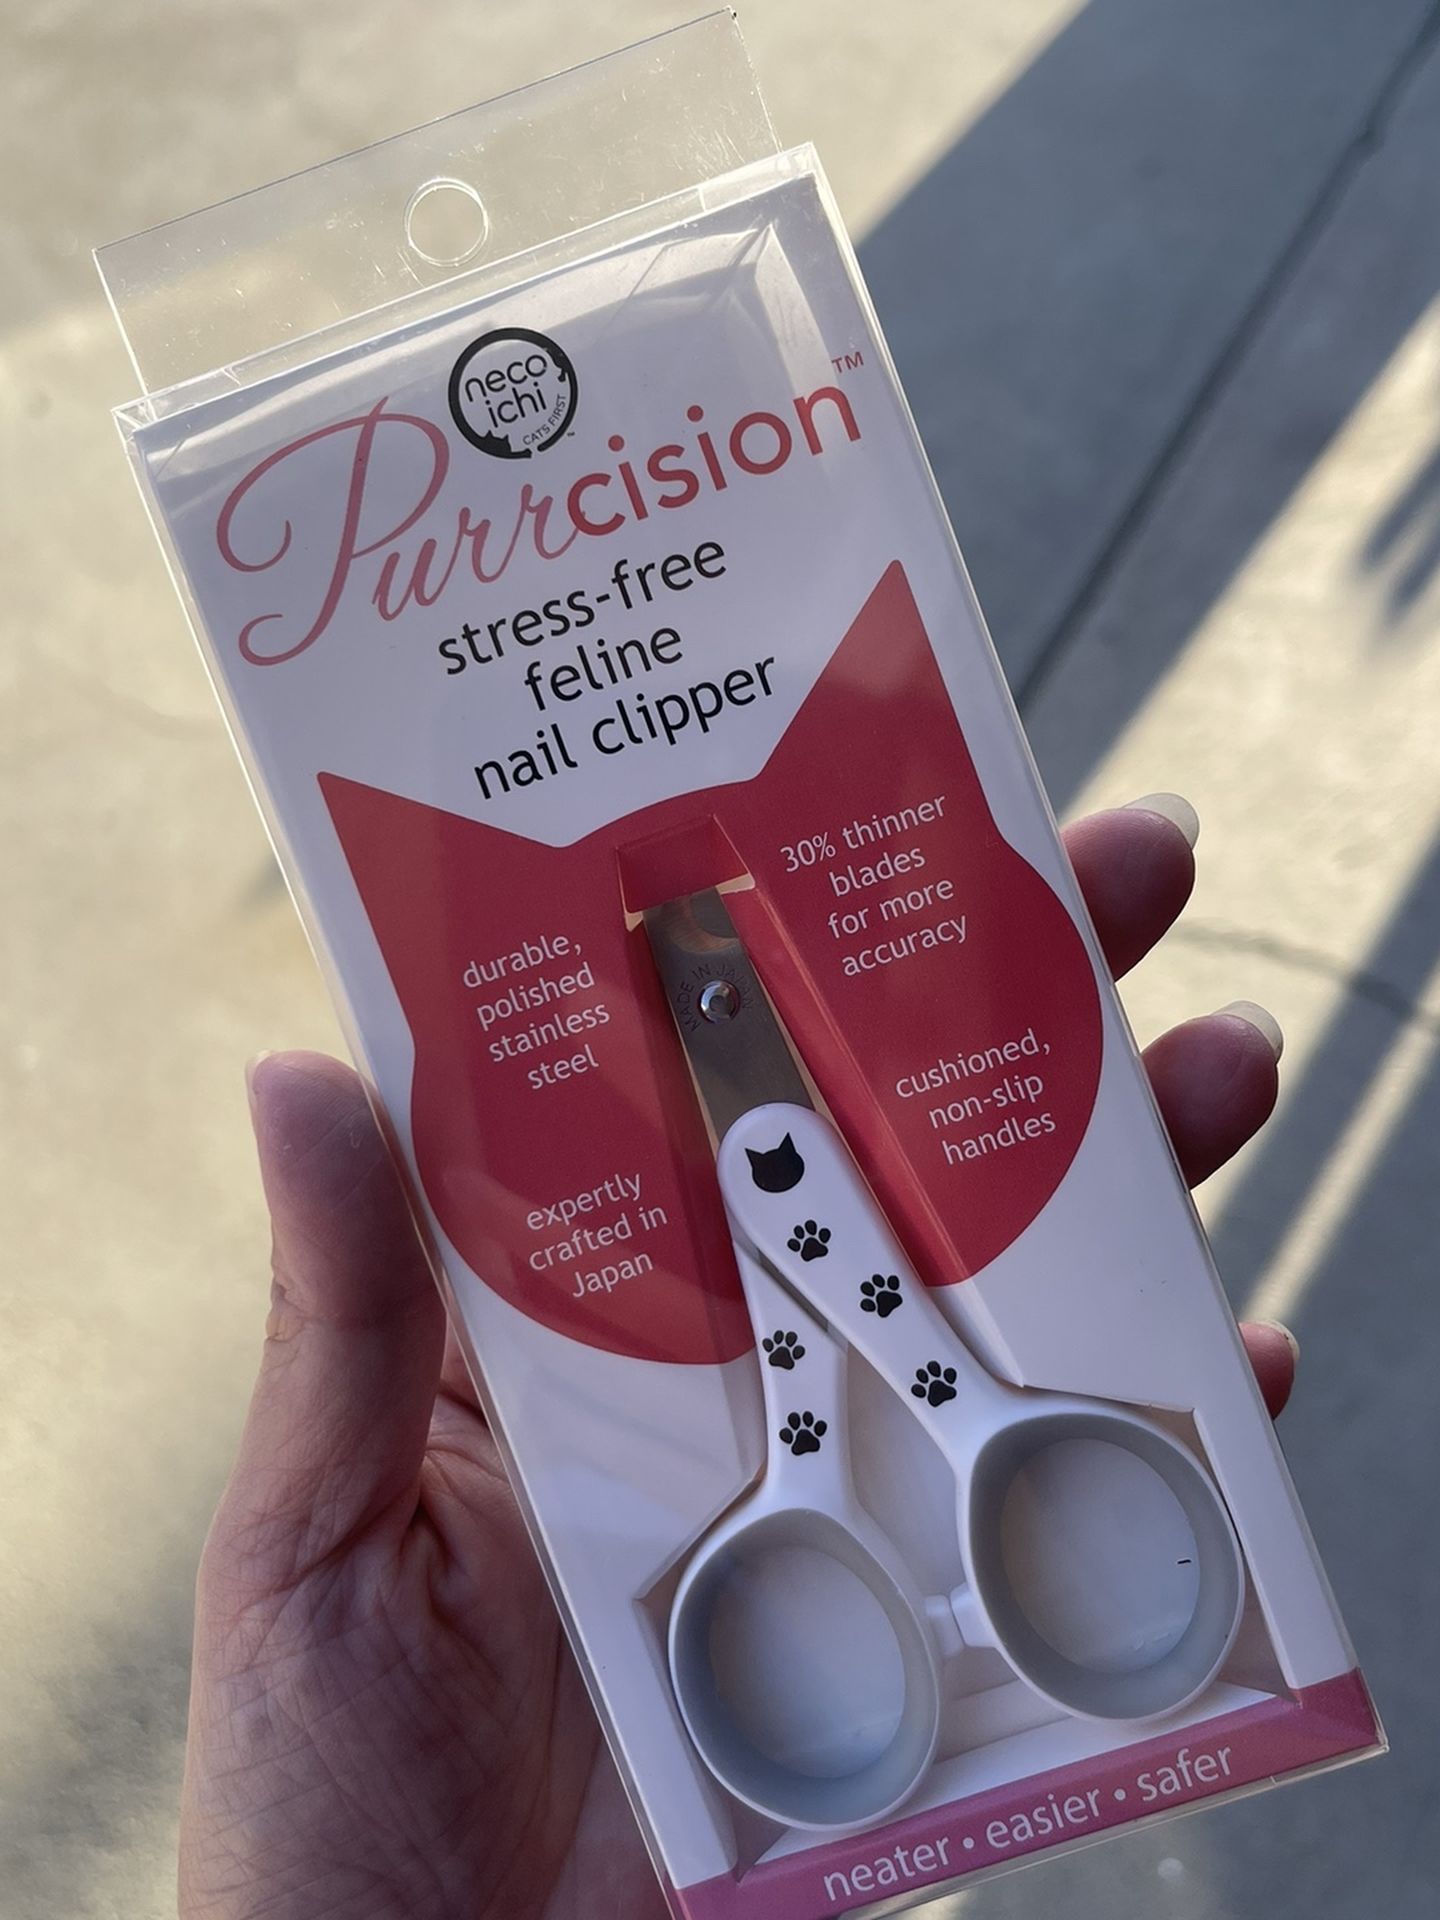 neco
ichi
CATS FIRST
Purrcision™
stress-free
feline
nail clipper
30% thinner
blades
for more
accuracy
durable,
polished
stainless
steel
MADE IN JAPAN
cushioned,
non-slip
handles
expertly
crafted in
Japan
neater • easier • safer